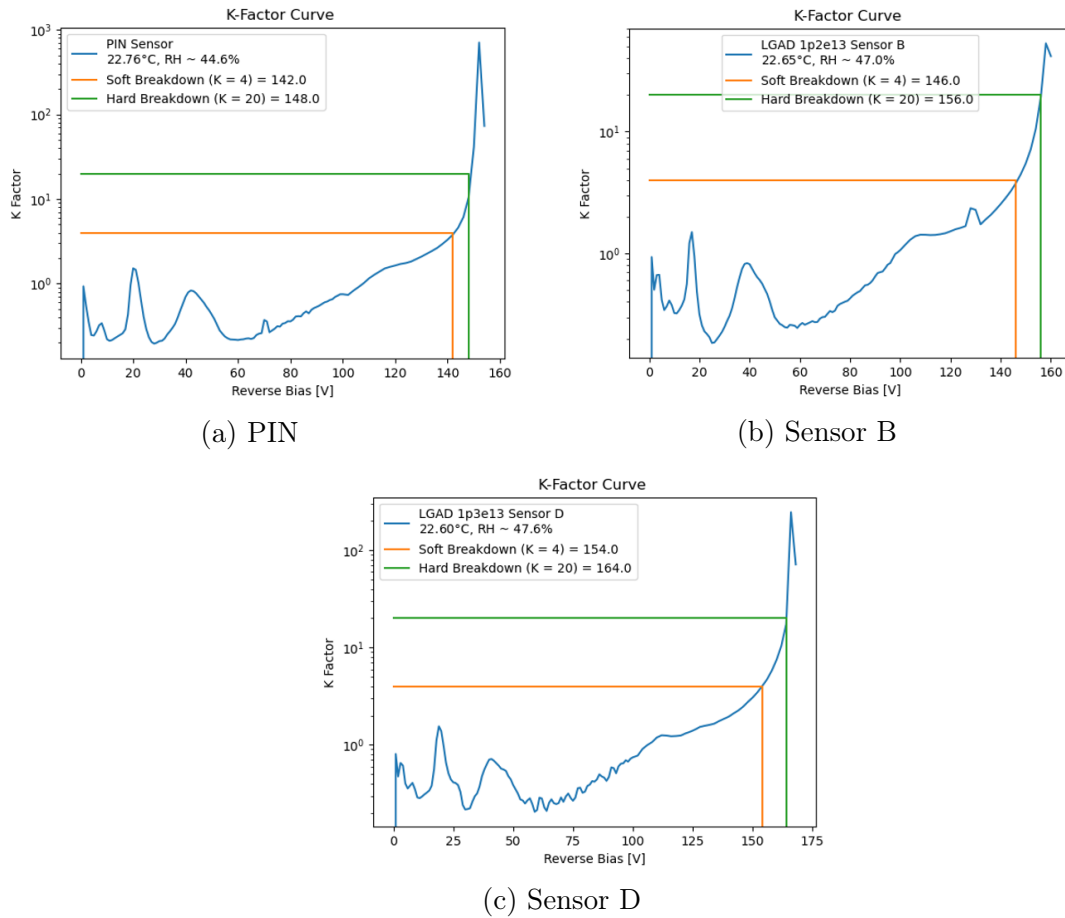 K-Factor Curve
PIN Sensor
22.76°C, RH ~ 44.6%
Soft Breakdown (K = 4) = 142.0
Hard Breakdown (K = 20) = 148.0
K Factor
10³
10²
10¹
10⁰
0 20 40 60 80 100 120 140 160
Reverse Bias [V]
(a) PIN
K-Factor Curve
LGAD 1p2e13 Sensor B
22.65°C, RH ~ 47.0%
Soft Breakdown (K = 4) = 146.0
Hard Breakdown (K = 20) = 156.0
K Factor
10¹
10⁰
0 20 40 60 80 100 120 140 160
Reverse Bias [V]
(b) Sensor B
K-Factor Curve
LGAD 1p3e13 Sensor D
22.60°C, RH ~ 47.6%
Soft Breakdown (K = 4) = 154.0
Hard Breakdown (K = 20) = 164.0
K Factor
10²
10¹
10⁰
0 25 50 75 100 125 150 175
Reverse Bias [V]
(c) Sensor D